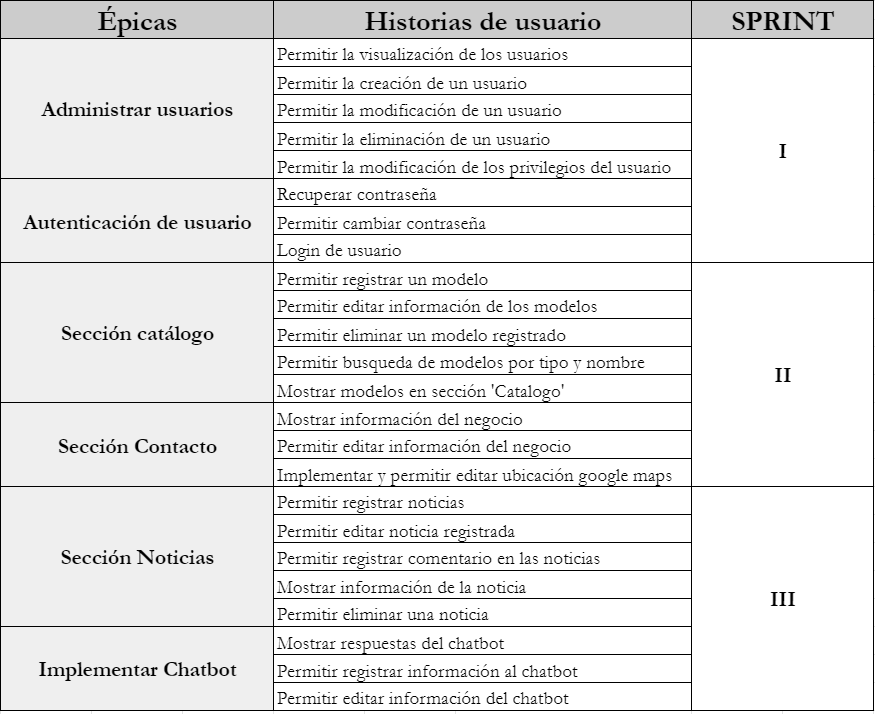 Épicas Historias de usuario SPRINT
Permitir la visualización de los usuarios
Permitir la creación de un usuario
Administrar usuarios Permitir la modificación de un usuario
Permitir la eliminación de un usuario
I
Permitir la modificación de los privilegios del usuario
Recuperar contraseña
Autenticación de usuario Permitir cambiar contraseña
Login de usuario
Permitir registrar un modelo
Permitir editar información de los modelos
Sección catálogo Permitir eliminar un modelo registrado
Permitir busqueda de modelos por tipo y nombre
II
Mostrar modelos en sección 'Catalogo'
Mostrar información del negocio
Sección Contacto Permitir editar información del negocio
Implementar y permitir editar ubicación google maps
Permitir registrar noticias
Permitir editar noticia registrada
Sección Noticias Permitir registrar comentario en las noticias
Mostrar información de la noticia
III
Permitir eliminar una noticia
Mostrar respuestas del chatbot
Implementar Chatbot Permitir registrar información al chatbot
Permitir editar información del chatbot